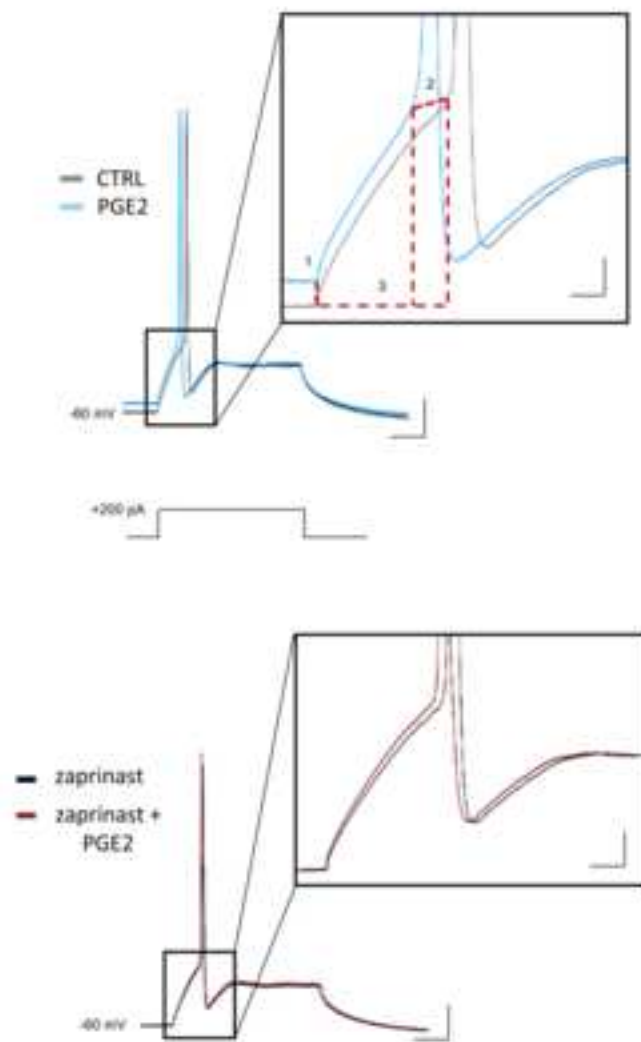 2
CTRL
PGE2
1
3
-60 mV
+200 pA
zaprinast
zaprinast +
PGE2
-60 mV